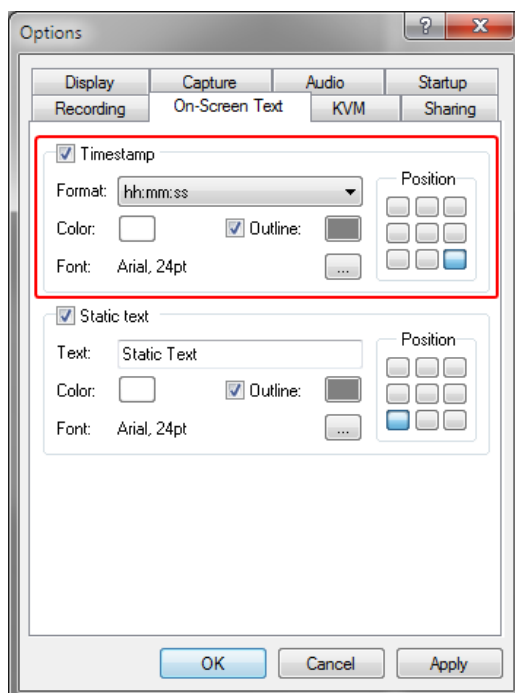 Options
?
Display Capture Audio Startup
Recording On-Screen Text KVM Sharing
Timestamp
Format: hh:mm:ss
Position
Color: Outline:
Font: Arial, 24pt ...
Static text
Text: Static Text
Position
Color: Outline:
Font: Arial, 24pt ...
OK Cancel Apply